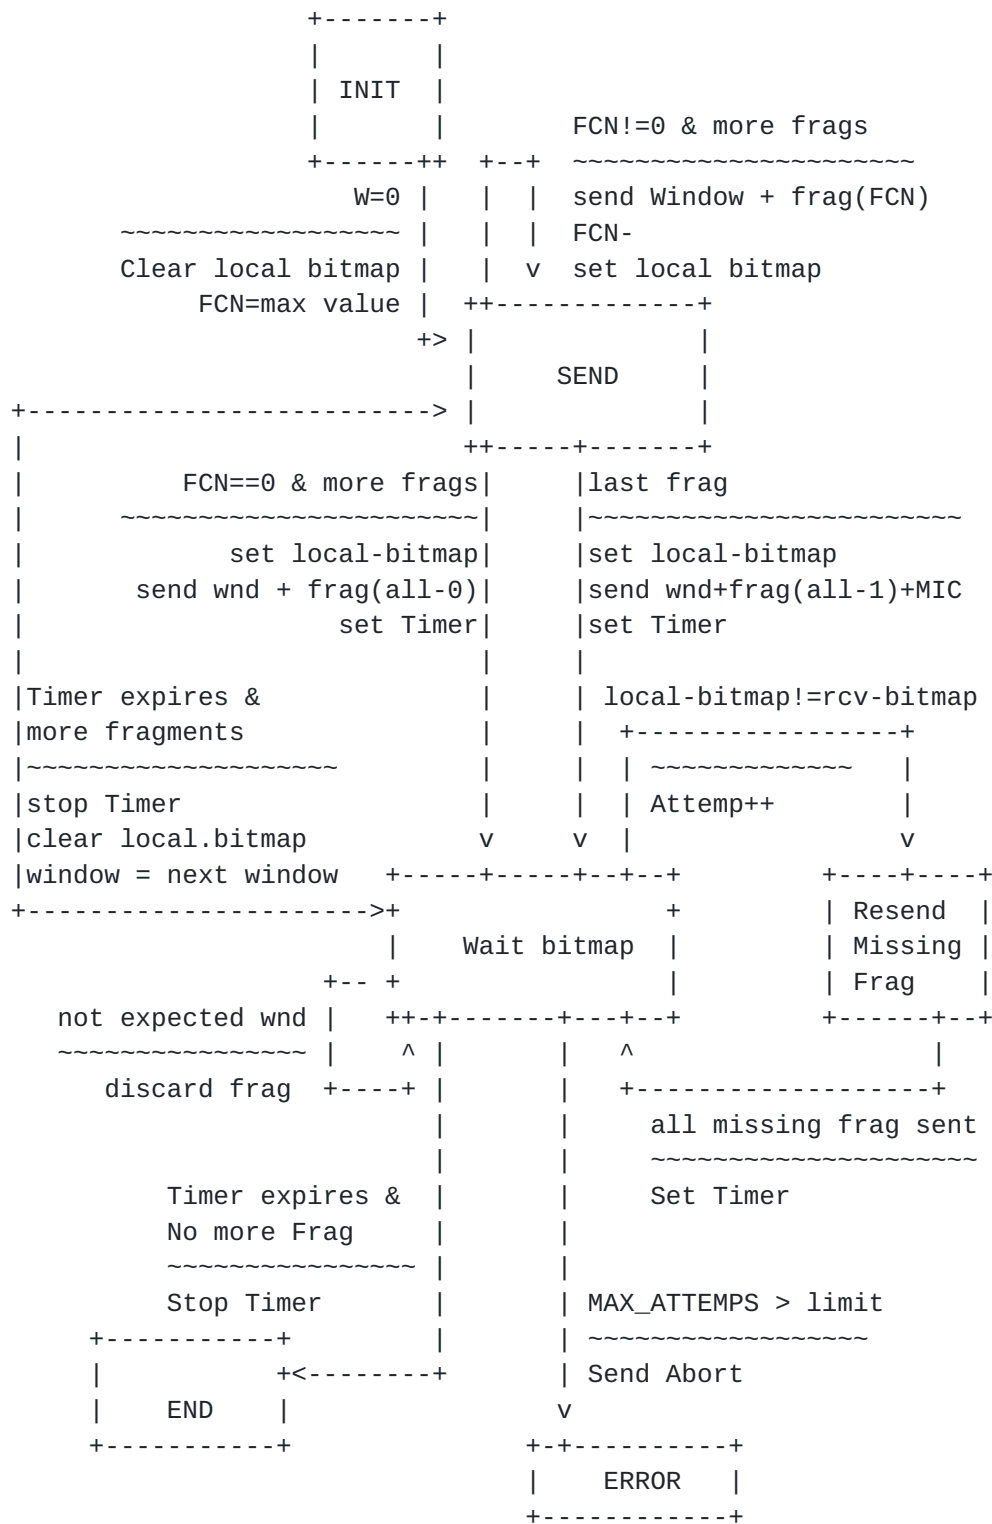 +-------+
|       |
| INIT  |
|       |        FCN!=0 & more frags
+------++  +--+  ~~~~~~~~~~~~~~~~~~~~~~
W=0 |   |  |  send Window + frag(FCN)
~~~~~~~~~~~~~~~~~~ |   |  |  FCN-
Clear local bitmap |   |  v  set local bitmap
FCN=max value |  ++-------------+
+> |              |
|     SEND     |
+--------------------------> |              |
|                            ++-----+-------+
|          FCN==0 & more frags|     |last frag
|      ~~~~~~~~~~~~~~~~~~~~~~~|     |~~~~~~~~~~~~~~~~~~~~~~~~
|             set local-bitmap|     |set local-bitmap
|       send wnd + frag(all-0)|     |send wnd+frag(all-1)+MIC
|                    set Timer|     |set Timer
|                             |     |
|Timer expires &              |     | local-bitmap!=rcv-bitmap
|more fragments               |     |  +-----------------+
|~~~~~~~~~~~~~~~~~~~~         |     |  | ~~~~~~~~~~~~~   |
|stop Timer                   |     |  | Attemp++        |
|clear local.bitmap           v     v  |                 v
|window = next window   +-----+-----+--+--+         +----+----+
+---------------------->+                 +         | Resend  |
|    Wait bitmap  |         | Missing |
+-- +                 |         | Frag    |
not expected wnd |   ++-+-------+---+--+         +------+--+
~~~~~~~~~~~~~~~~ |    ^ |       |   ^                   |
discard frag  +----+ |       |   +-------------------+
|       |     all missing frag sent
|       |     ~~~~~~~~~~~~~~~~~~~~~
Timer expires &  |       |     Set Timer
No more Frag     |       |
~~~~~~~~~~~~~~~~ |       |
Stop Timer       |       | MAX_ATTEMPS > limit
+-----------+         |       | ~~~~~~~~~~~~~~~~~~
|           +<--------+       | Send Abort
|    END    |                 v
+-----------+               +-+----------+
|    ERROR   |
+------------+